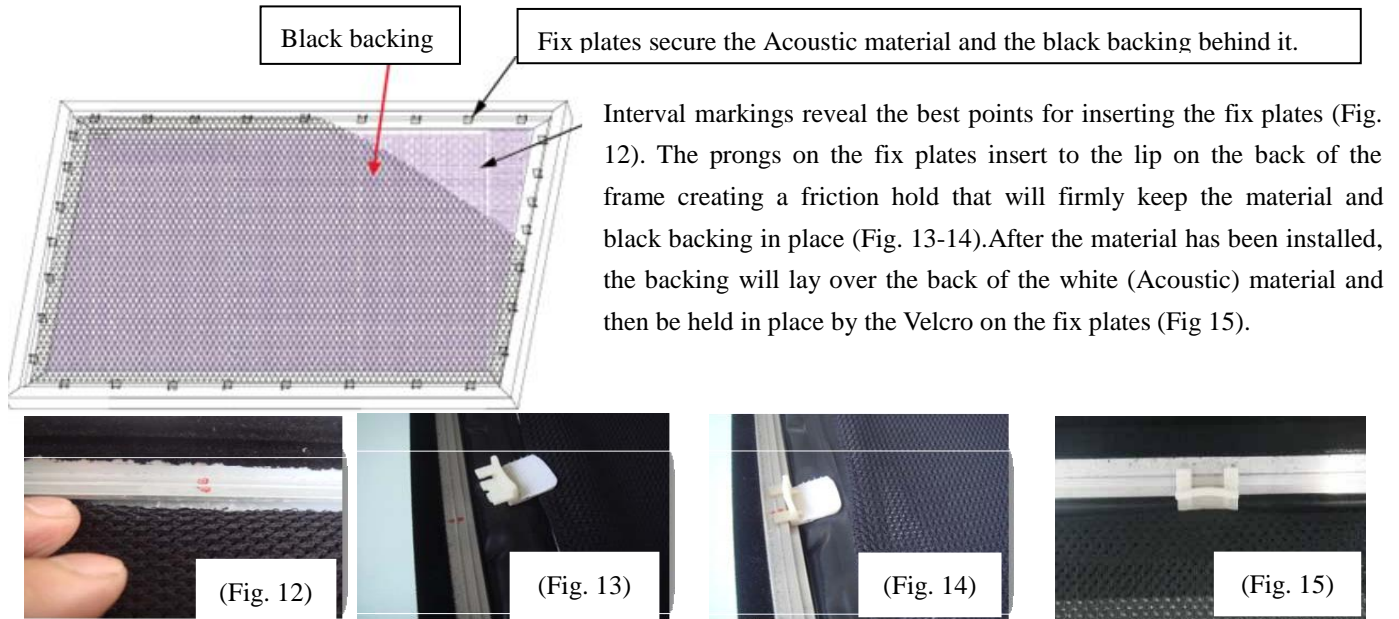 Black backing
Fix plates secure the Acoustic material and the black backing behind it.
Interval markings reveal the best points for inserting the fix plates (Fig.
12). The prongs on the fix plates insert to the lip on the back of the
frame creating a friction hold that will firmly keep the material and
black backing in place (Fig. 13-14).After the material has been installed,
the backing will lay over the back of the white (Acoustic) material and
then be held in place by the Velcro on the fix plates (Fig 15).
(Fig. 12)
(Fig. 13)
(Fig. 14)
(Fig. 15)